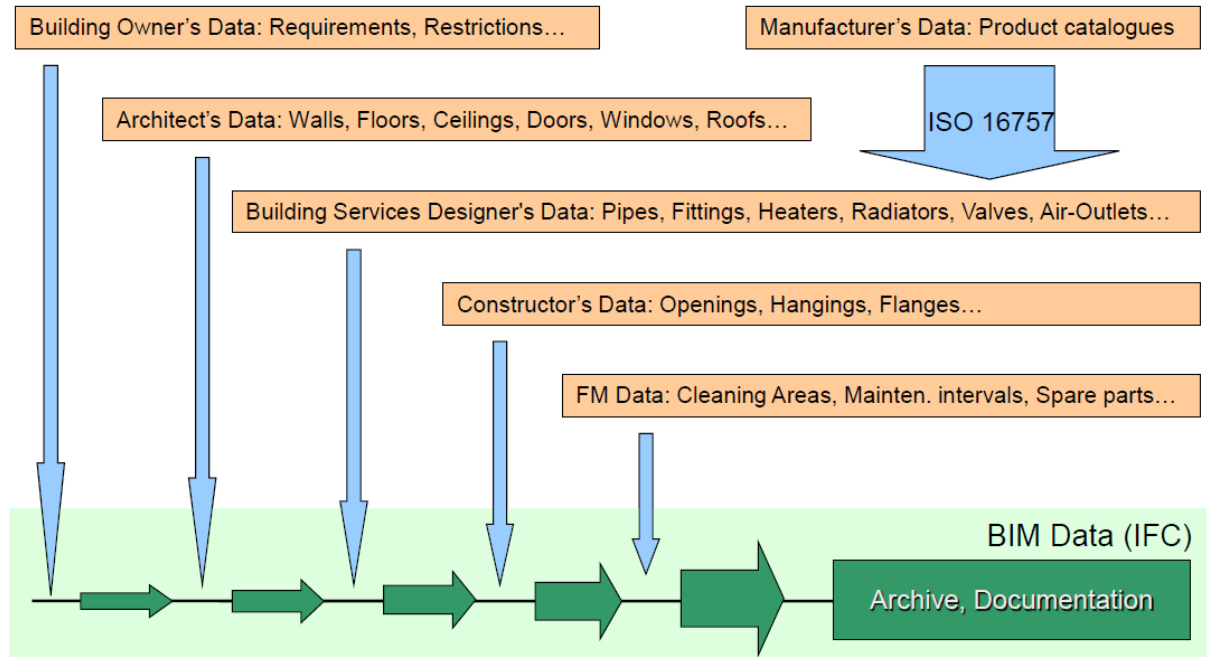 Building Owner’s Data: Requirements, Restrictions…
Manufacturer’s Data: Product catalogues
Architect’s Data: Walls, Floors, Ceilings, Doors, Windows, Roofs…
ISO 16757
Building Services Designer's Data: Pipes, Fittings, Heaters, Radiators, Valves, Air-Outlets…
Constructor’s Data: Openings, Hangings, Flanges…
FM Data: Cleaning Areas, Mainten. intervals, Spare parts…
BIM Data (IFC)
Archive, Documentation